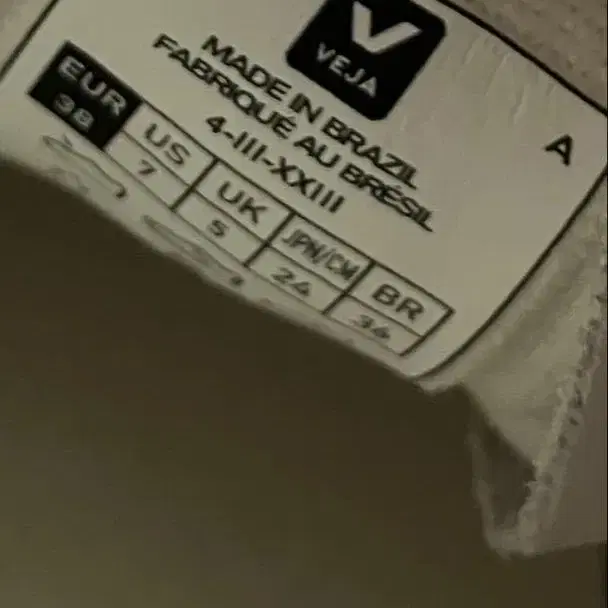 VEJA
MADE IN BRAZIL
FABRIQUÉ AU BRÉSIL
4-III-XXIII
A
EUR US UK JPN/CM BR
38 7 5 24 36